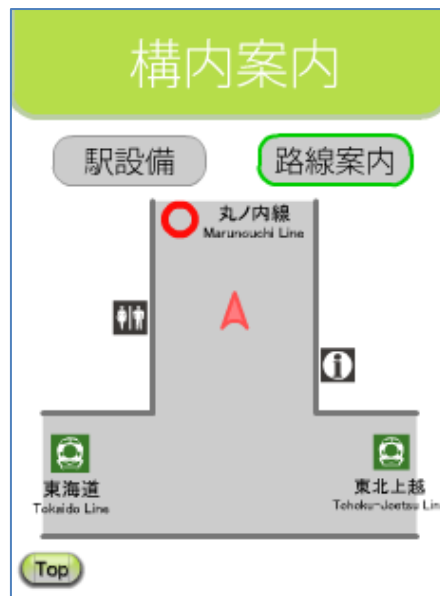 構内案内
駅設備
路線案内
丸ノ内線
Marunouchi Line
東海道
Tokaido Line
東北上越
Tohoku-Joetsu Lin
Top